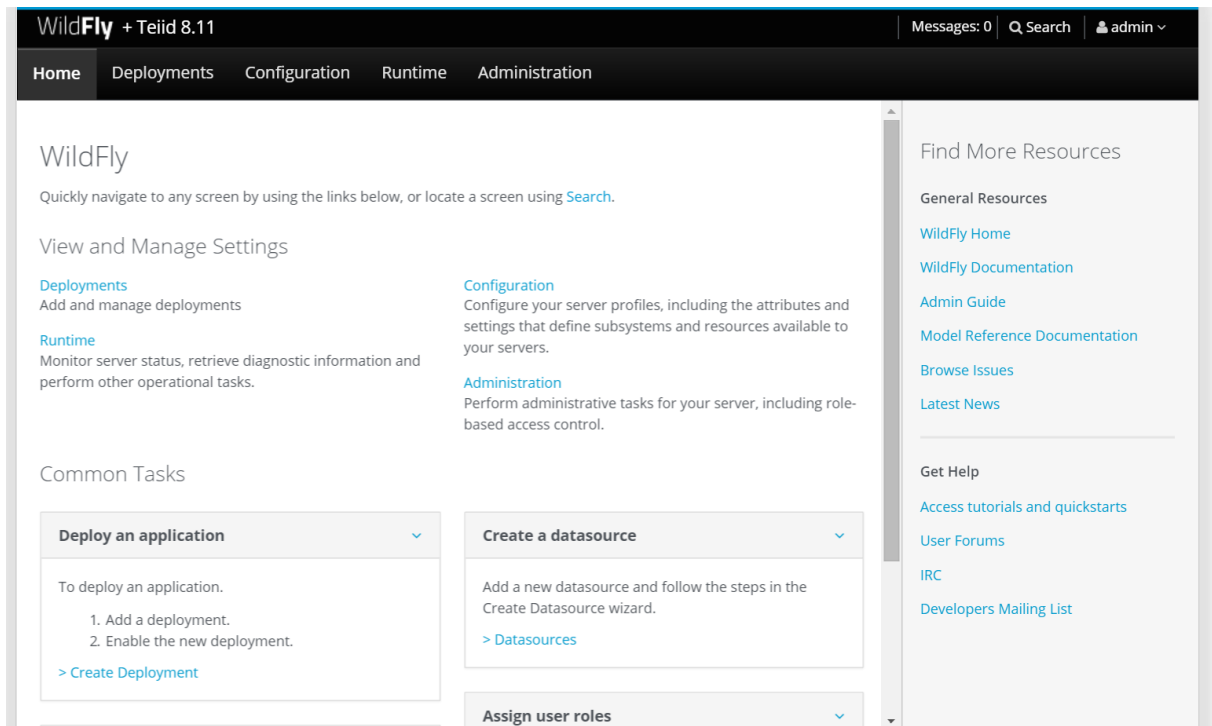 WildFly + Teiid 8.11
Messages: 0
Search
admin
Home
Deployments
Configuration
Runtime
Administration
WildFly
Quickly navigate to any screen by using the links below, or locate a screen using Search.
View and Manage Settings
Deployments
Add and manage deployments
Runtime
Monitor server status, retrieve diagnostic information and
perform other operational tasks.
Configuration
Configure your server profiles, including the attributes and
settings that define subsystems and resources available to
your servers.
Administration
Perform administrative tasks for your server, including role-
based access control.
Common Tasks
Deploy an application
To deploy an application.
1. Add a deployment.
2. Enable the new deployment.
> Create Deployment
Create a datasource
Add a new datasource and follow the steps in the
Create Datasource wizard.
> Datasources
Assign user roles
Find More Resources
General Resources
WildFly Home
WildFly Documentation
Admin Guide
Model Reference Documentation
Browse Issues
Latest News
Get Help
Access tutorials and quickstarts
User Forums
IRC
Developers Mailing List